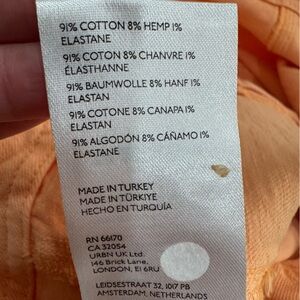 91% COTTON 8% HEMP 1%
ELASTANE
91% COTON 8% CHANVRE 1%
ÉLASTHANNE
91% BAUMWOLLE 8% HANF 1%
ELASTAN
91% COTONE 8% CANAPA 1%
ELASTAN
91% ALGODÓN 8% CÁÑAMO 1%
ELASTANE
MADE IN TURKEY
MADE IN TÜRKIYE
HECHO EN TURQUÍA
RN 66170
CA 32054
URBN UK Ltd.
146 Brick Lane,
LONDON, E1 6RU
LEIDSESTRAAT 32, 1017 PB
AMSTERDAM, NETHERLANDS